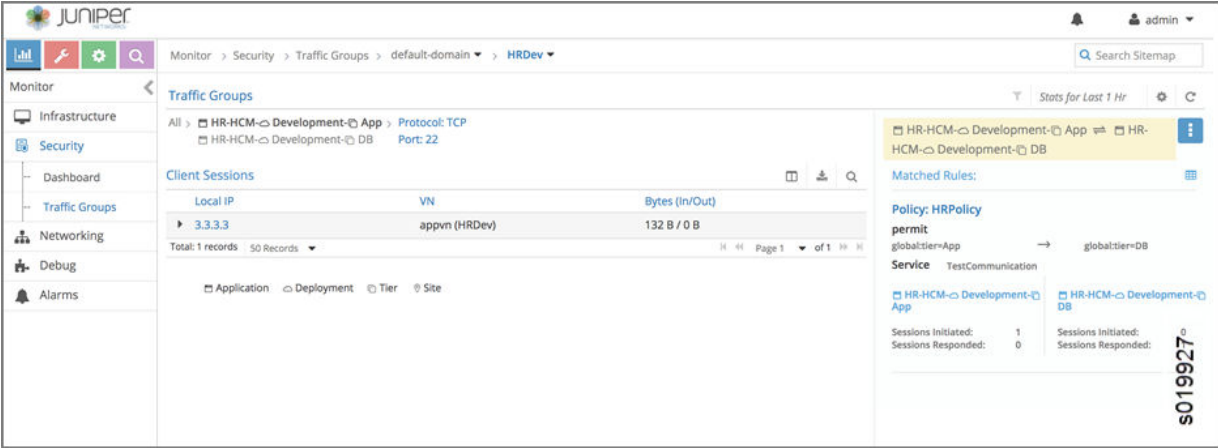 JUNIPER
NETWORKS
admin
Monitor > Security > Traffic Groups > default-domain > HRDev
Search Sitemap
Monitor
Infrastructure
Security
Dashboard
Traffic Groups
Networking
Debug
Alarms
Traffic Groups
Stats for Last 1 Hr
All > HR-HCM- Development- App > Protocol: TCP
HR-HCM- Development- DB Port: 22
Client Sessions
Local IP VN Bytes (In/Out)
3.3.3.3 appvn (HRDev) 132 B / 0 B
Total: 1 records 50 Records Page 1 of 1
Application Deployment Tier Site
HR-HCM- Development- App ⇌ HR-
HCM- Development- DB
Matched Rules:
Policy: HRPolicy
permit
global:tier=App → global:tier=DB
Service TestCommunication
HR-HCM- Development-
App
Sessions Initiated: 1
Sessions Responded: 0
HR-HCM- Development-
DB
Sessions Initiated: 0
Sessions Responded:
s019927